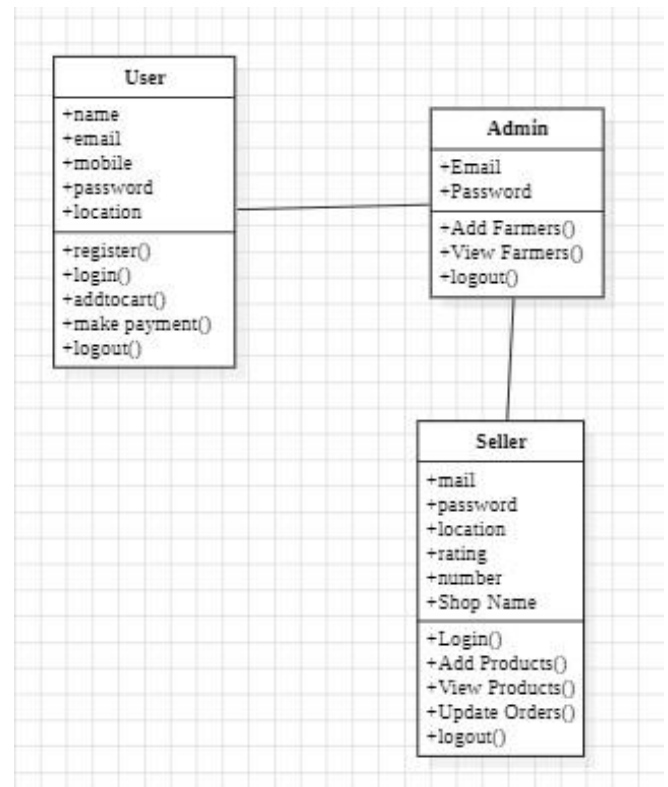 User
+name
+email
+mobile
+password
+location
+register()
+login()
+addtocart()
+make payment()
+logout()
Admin
+Email
+Password
+Add Farmers()
+View Farmers()
+logout()
Seller
+mail
+password
+location
+rating
+number
+Shop Name
+Login()
+Add Products()
+View Products()
+Update Orders()
+logout()